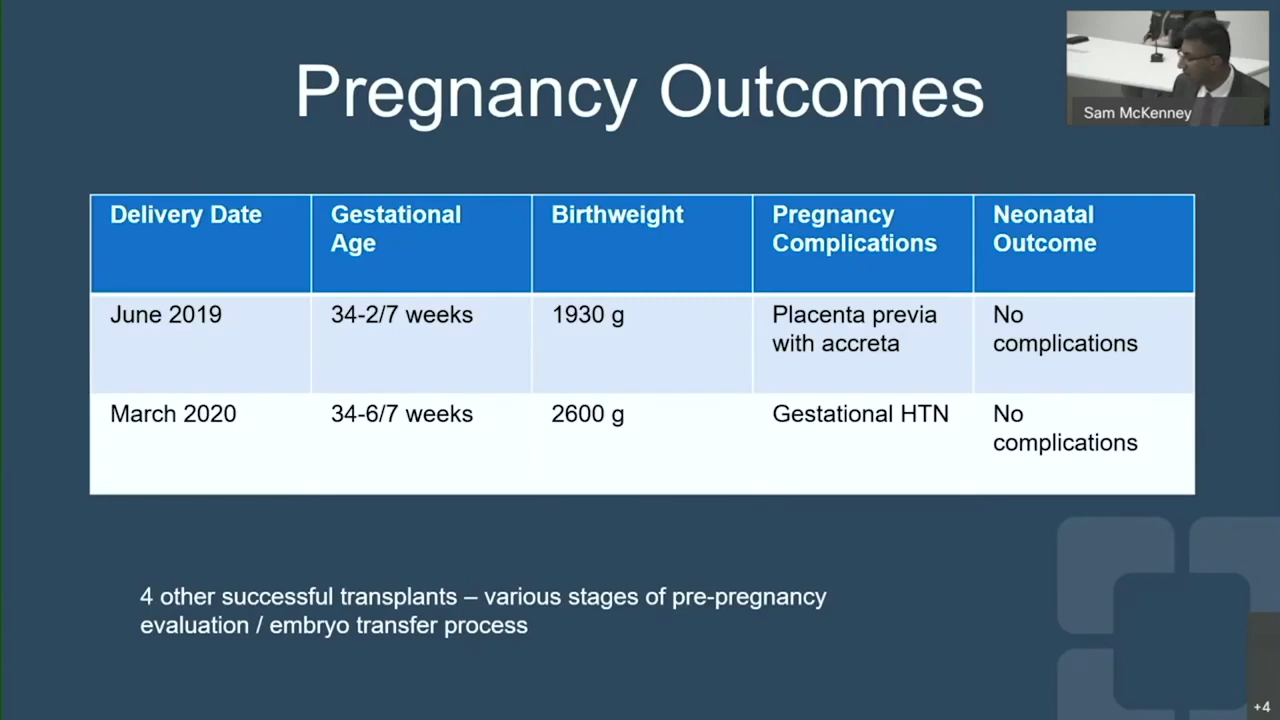 Pregnancy Outcomes
Sam McKenney
Delivery Date
Gestational
Age
Birthweight
Pregnancy
Complications
Neonatal
Outcome
June 2019
34-2/7 weeks
1930 g
Placenta previa
with accreta
No
complications
March 2020
34-6/7 weeks
2600 g
Gestational HTN
No
complications
4 other successful transplants – various stages of pre-pregnancy
evaluation / embryo transfer process
+4